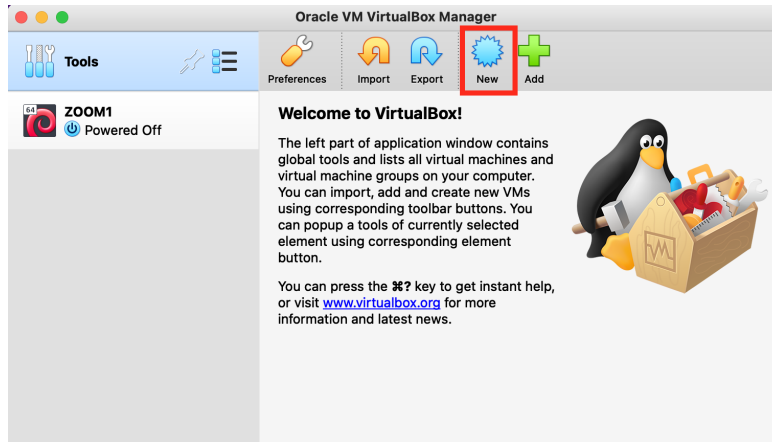 Oracle VM VirtualBox Manager
Tools
Preferences
Import
Export
New
Add
64
ZOOM1
Powered Off
Welcome to VirtualBox!
The left part of application window contains
global tools and lists all virtual machines and
virtual machine groups on your computer.
You can import, add and create new VMs
using corresponding toolbar buttons. You
can popup a tools of currently selected
element using corresponding element
button.
You can press the ⌘? key to get instant help,
or visit www.virtualbox.org for more
information and latest news.